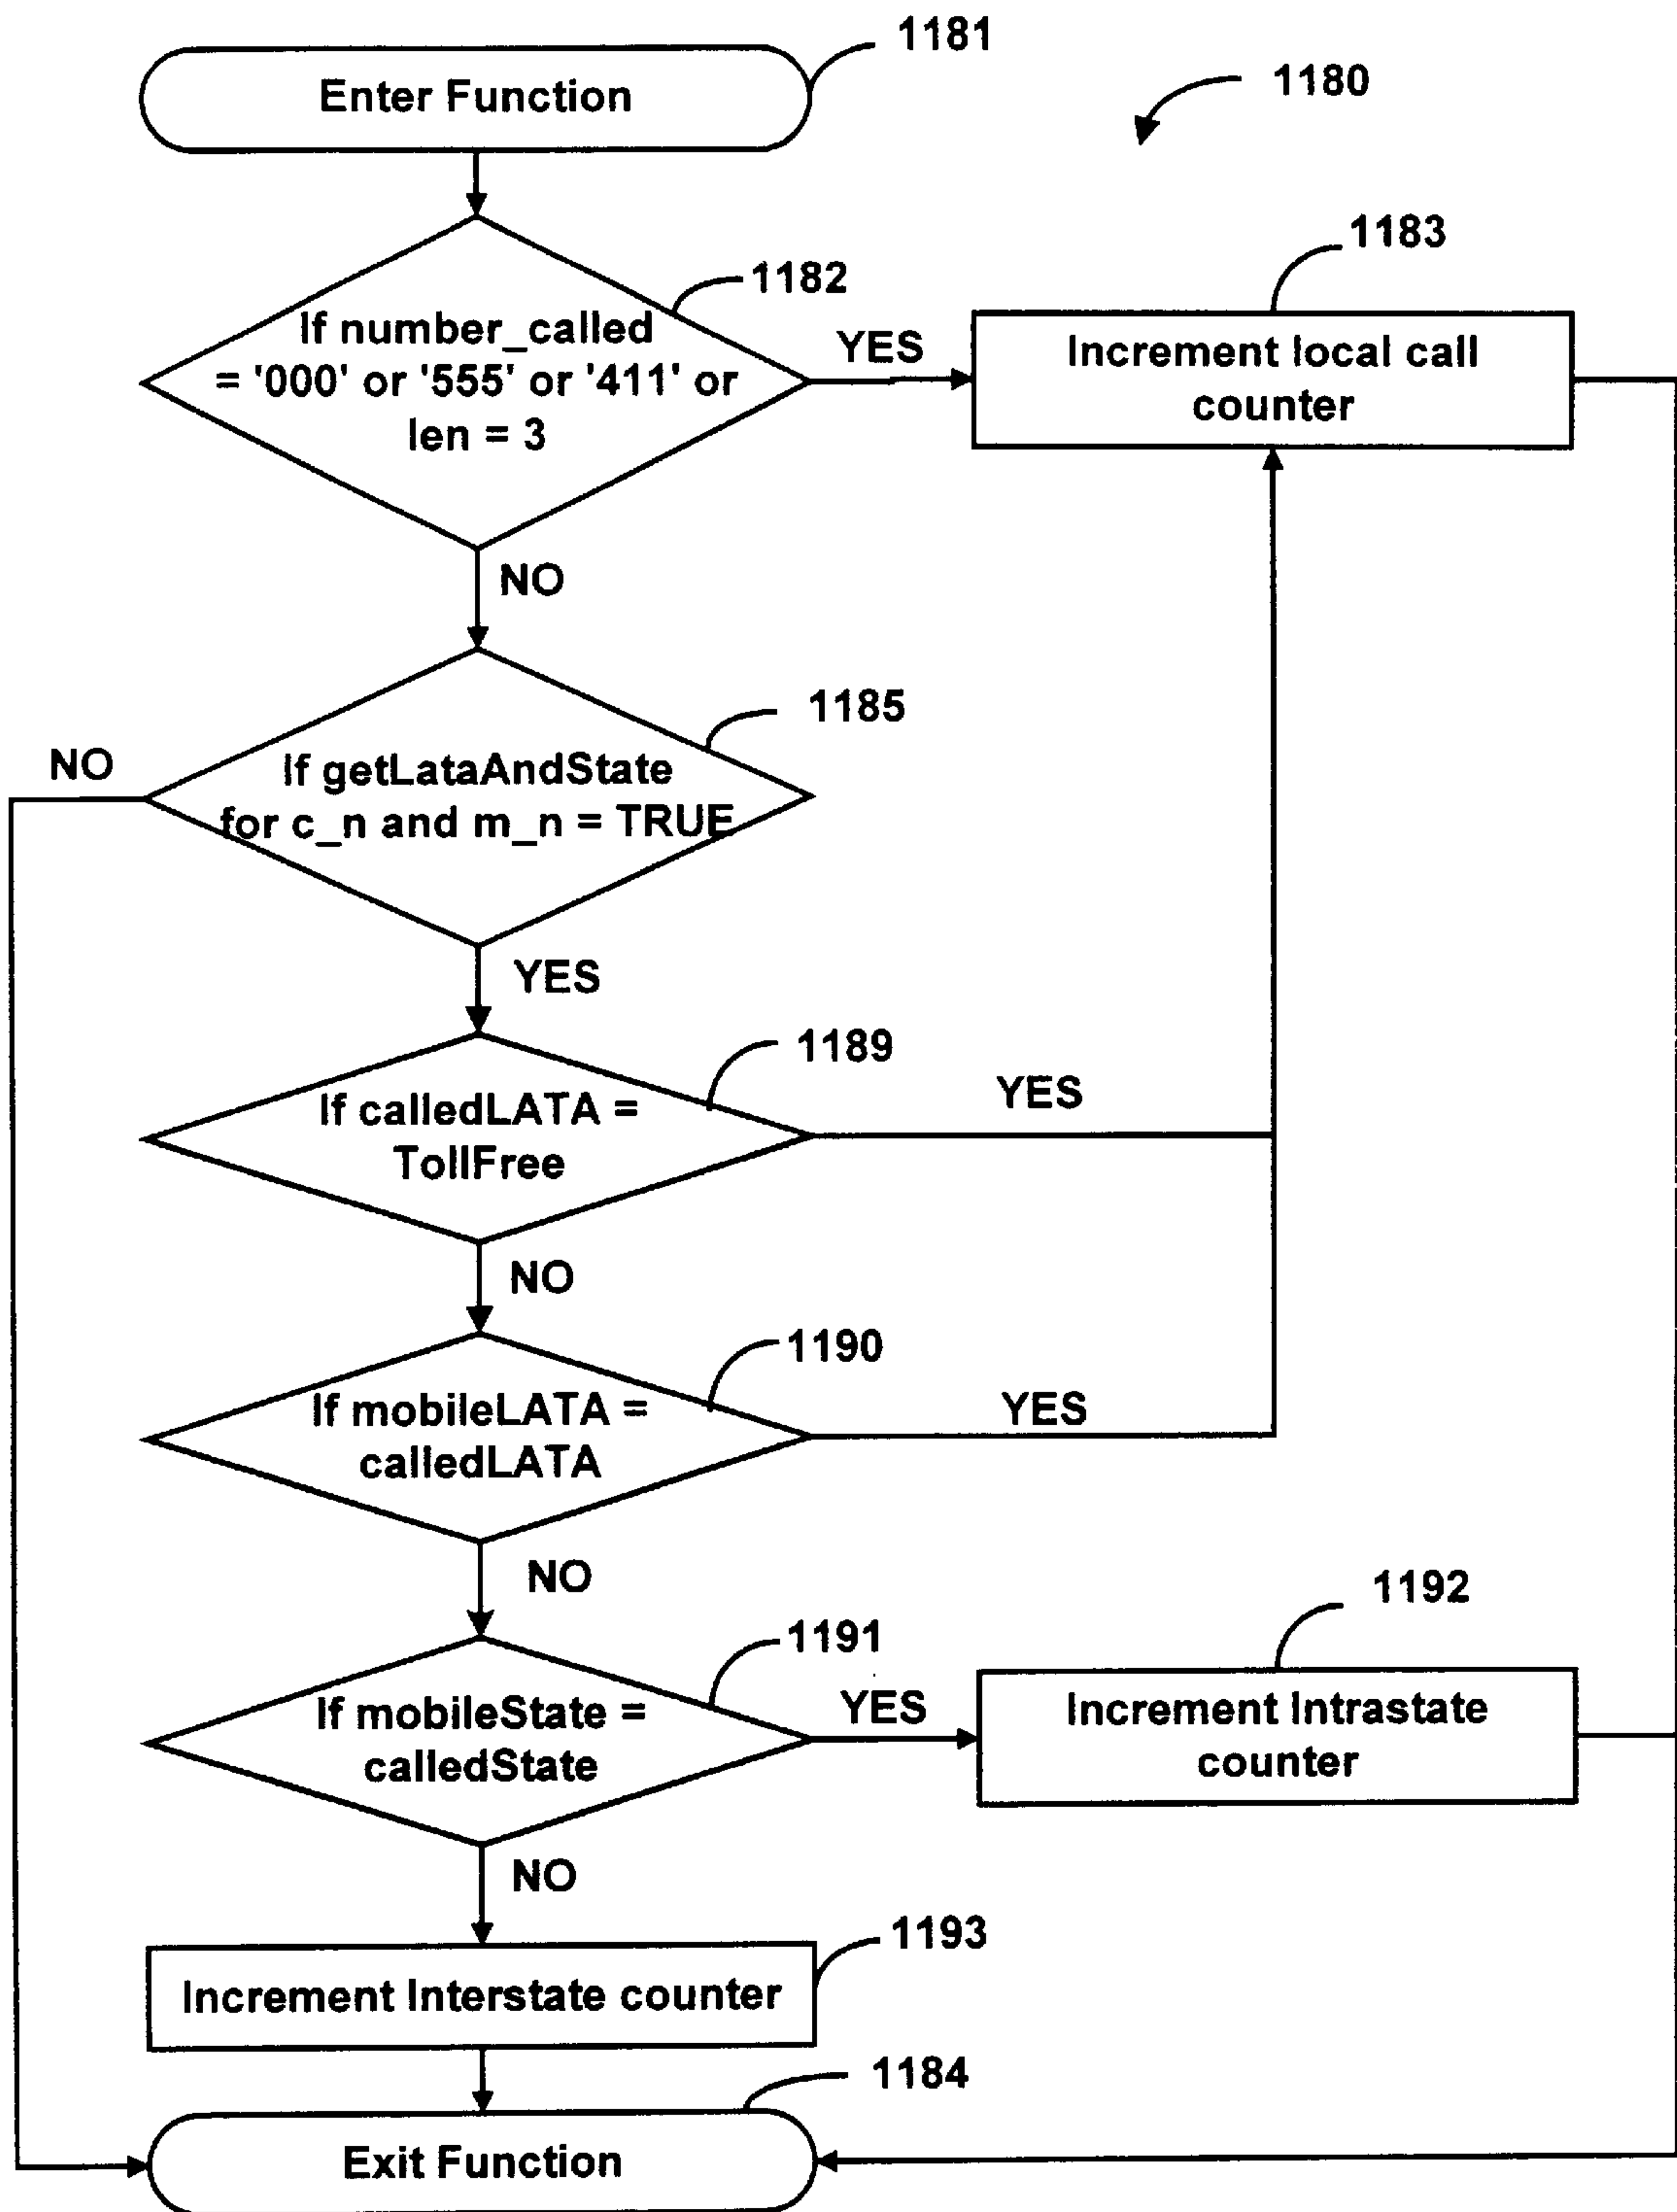 1181
Enter Function
1180
1183
1182
If number_called
= '000' or '555' or '411' or
len = 3
YES
Increment local call
counter
NO
1185
NO
If getLataAndState
for c_n and m_n = TRUE
YES
1189
If calledLATA =
TollFree
YES
NO
1190
If mobileLATA =
calledLATA
YES
NO
1192
1191
If mobileState =
calledState
YES
Increment Intrastate
counter
NO
1193
Increment Interstate counter
1184
Exit Function